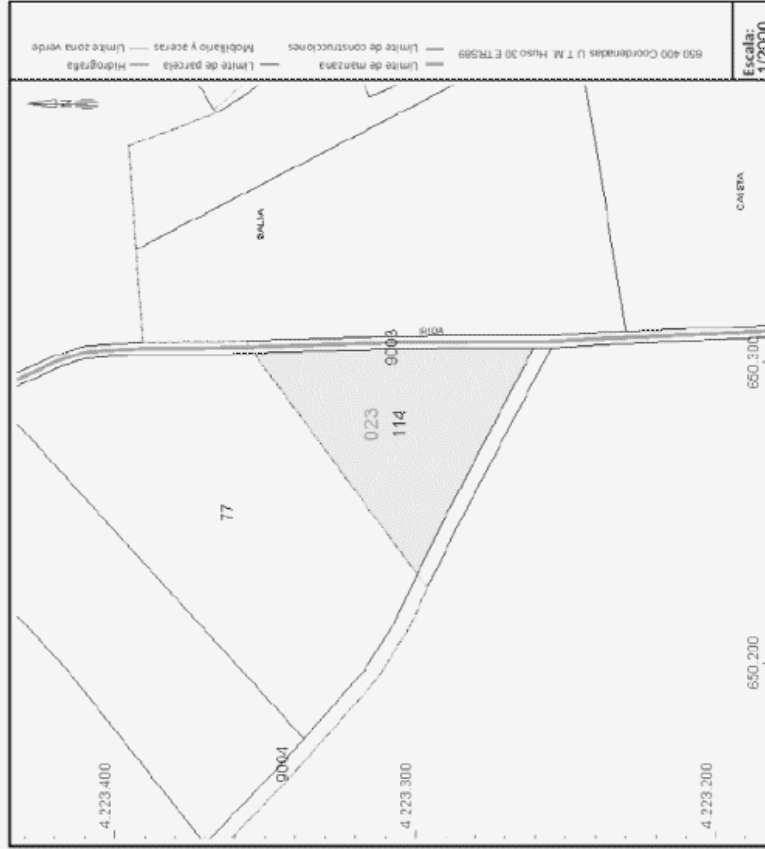 650.400 Coordenadas U.T.M. Huso 30 ETRS89
Límite de manzana
Límite de parcela
Hidrografía
Límite de construcciones
Mobiliario y aceras
Límite zona verde
Escala:
1/2000
77
023
114
9003
9004
4.223.400
4.223.300
4.223.200
650.200
650.300